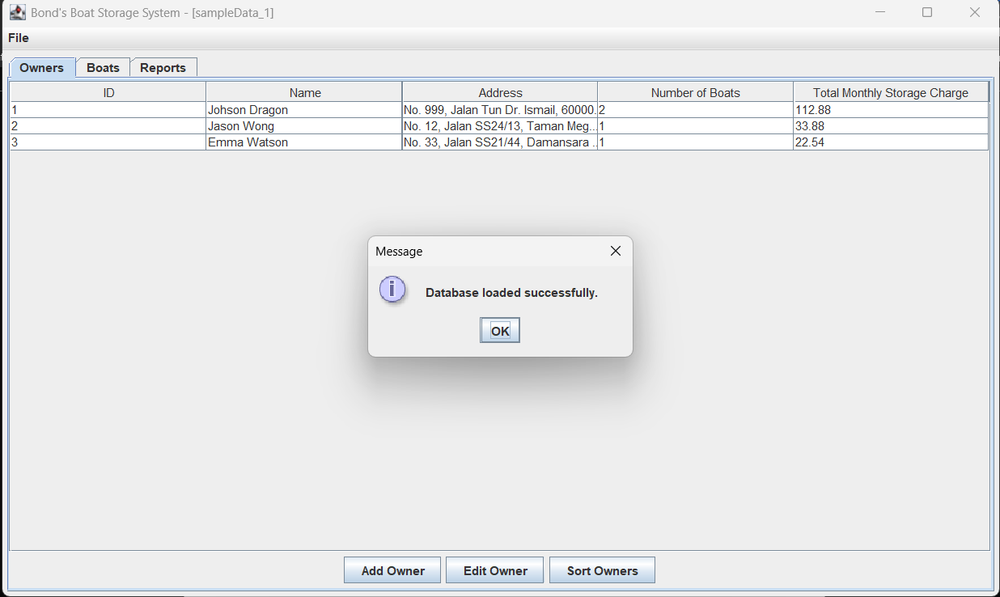 Bond's Boat Storage System - [sampleData_1]
File
Owners Boats Reports
ID Name Address Number of Boats Total Monthly Storage Charge
1 Johson Dragon No. 999, Jalan Tun Dr. Ismail, 60000. 2 112.88
2 Jason Wong No. 12, Jalan SS24/13, Taman Meg... 1 33.88
3 Emma Watson No. 33, Jalan SS21/44, Damansara .. 1 22.54
Message
i
Database loaded successfully.
OK
Add Owner Edit Owner Sort Owners